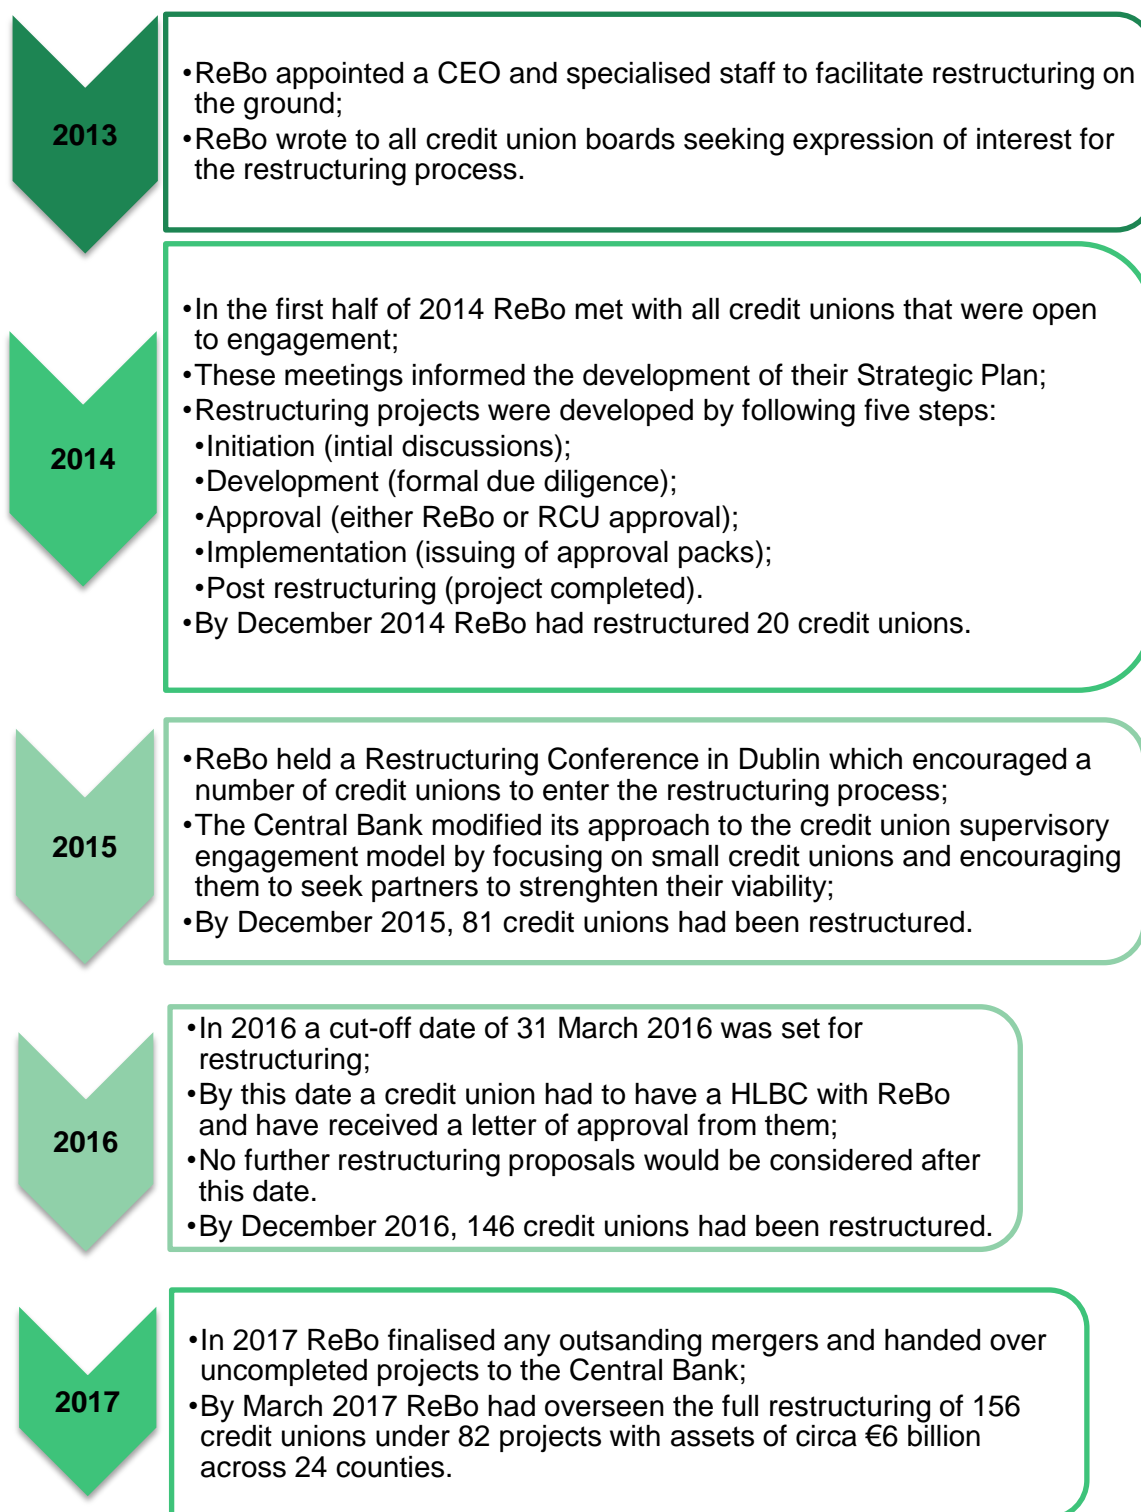 2013
•ReBo appointed a CEO and specialised staff to facilitate restructuring on
the ground;
•ReBo wrote to all credit union boards seeking expression of interest for
the restructuring process.
2014
•In the first half of 2014 ReBo met with all credit unions that were open
to engagement;
•These meetings informed the development of their Strategic Plan;
•Restructuring projects were developed by following five steps:
•Initiation (intial discussions);
•Development (formal due diligence);
•Approval (either ReBo or RCU approval);
•Implementation (issuing of approval packs);
•Post restructuring (project completed).
•By December 2014 ReBo had restructured 20 credit unions.
2015
•ReBo held a Restructuring Conference in Dublin which encouraged a
number of credit unions to enter the restructuring process;
•The Central Bank modified its approach to the credit union supervisory
engagement model by focusing on small credit unions and encouraging
them to seek partners to strenghten their viability;
•By December 2015, 81 credit unions had been restructured.
2016
•In 2016 a cut-off date of 31 March 2016 was set for
restructuring;
•By this date a credit union had to have a HLBC with ReBo
and have received a letter of approval from them;
•No further restructuring proposals would be considered after
this date.
•By December 2016, 146 credit unions had been restructured.
2017
•In 2017 ReBo finalised any outsanding mergers and handed over
uncompleted projects to the Central Bank;
•By March 2017 ReBo had overseen the full restructuring of 156
credit unions under 82 projects with assets of circa €6 billion
across 24 counties.